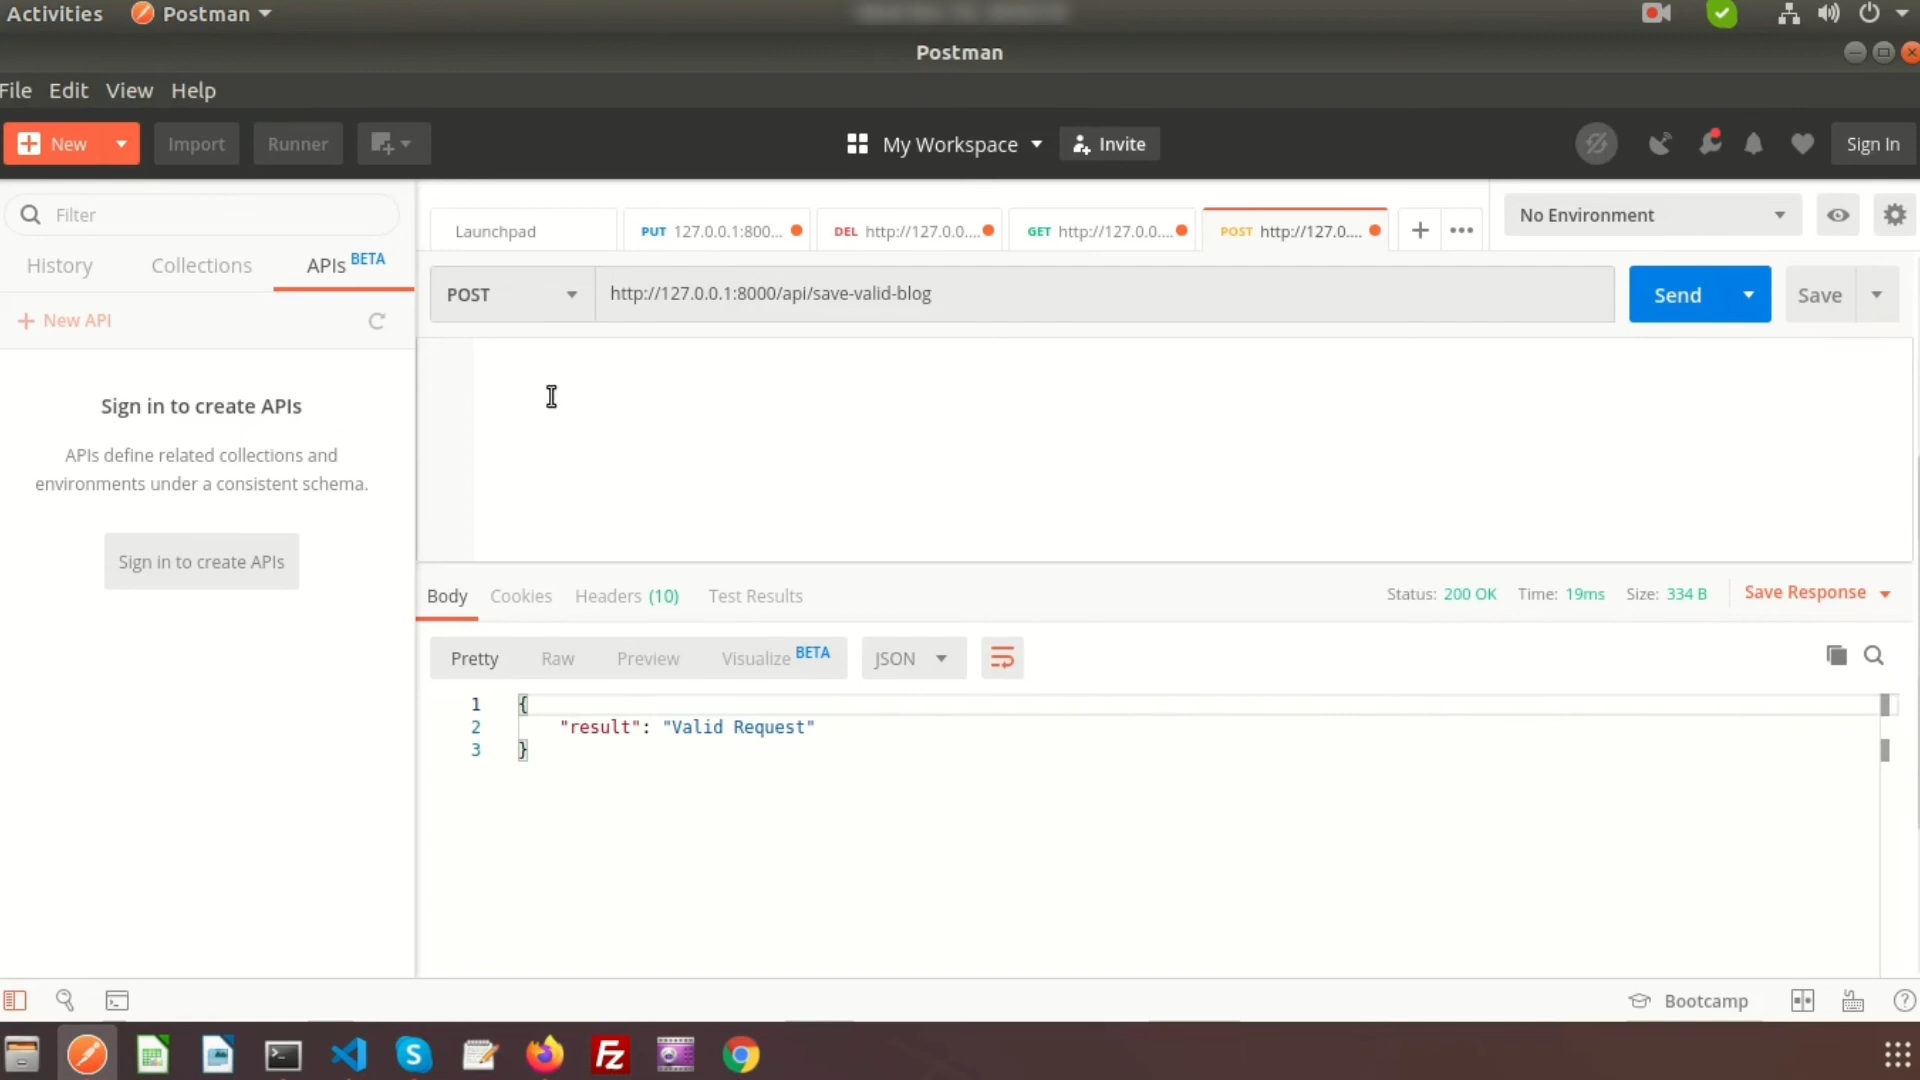 Activities Postman
Postman
File Edit View Help
New Import Runner My Workspace Invite Sign In
Filter
History Collections APIs BETA
New API
Sign in to create APIs
APIs define related collections and
environments under a consistent schema.
Sign in to create APIs
Launchpad PUT 127.0.0.1:800... DEL http://127.0.0.... GET http://127.0.0.... POST http://127.0.... No Environment
POST http://127.0.0.1:8000/api/save-valid-blog Send Save
Body Cookies Headers (10) Test Results Status: 200 OK Time: 19ms Size: 334 B Save Response
Pretty Raw Preview Visualize BETA JSON
1 {
2 "result": "Valid Request"
3 }
Bootcamp